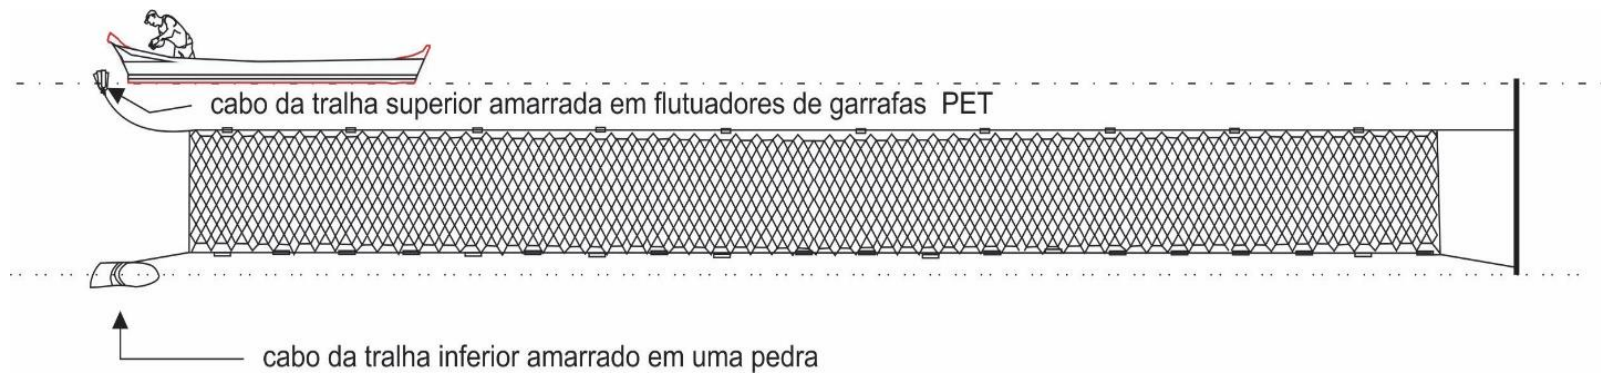 cabo da tralha superior amarrada em flutuadores de garrafas PET
cabo da tralha inferior amarrado em uma pedra